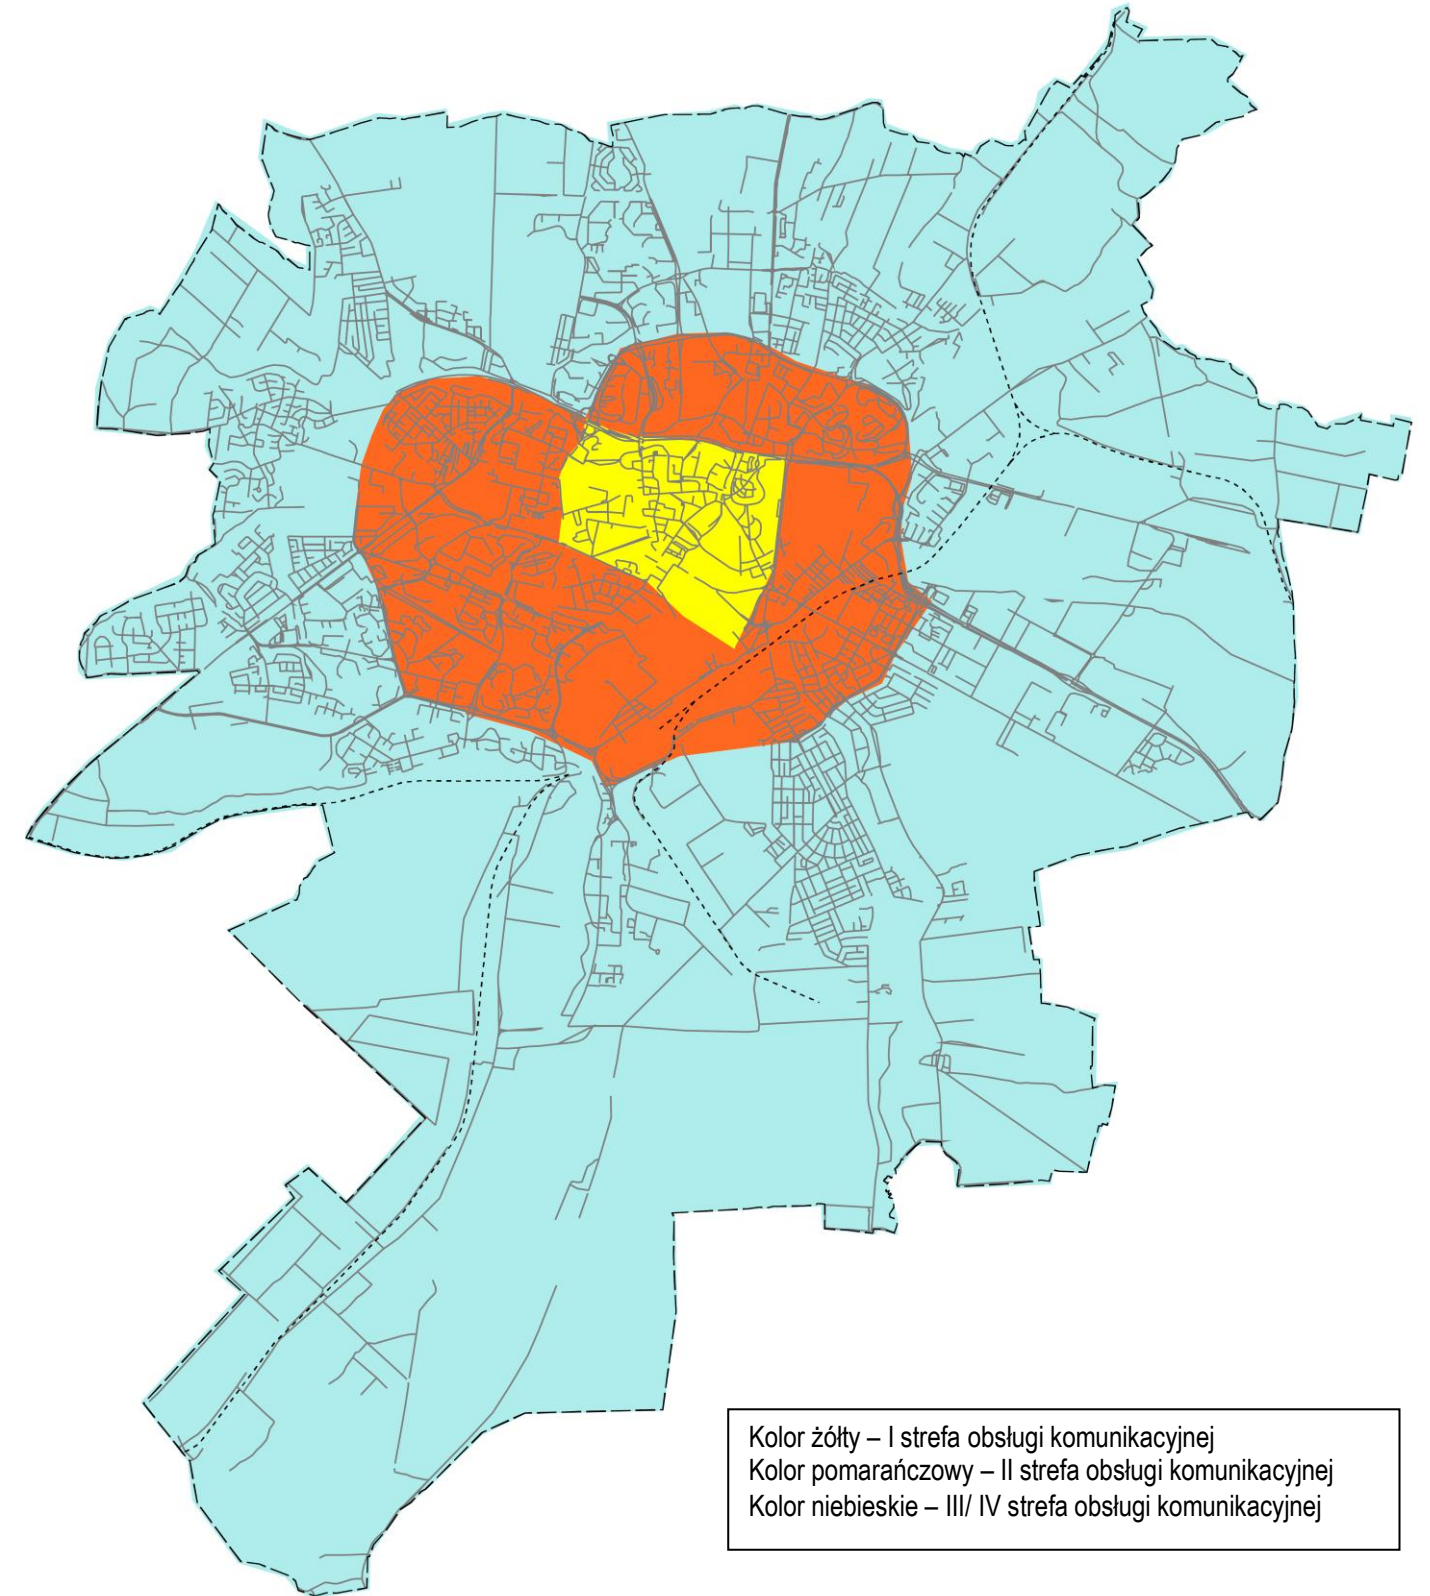 Kolor żółty – I strefa obsługi komunikacyjnej
Kolor pomarańczowy – II strefa obsługi komunikacyjnej
Kolor niebieskie – III/ IV strefa obsługi komunikacyjnej